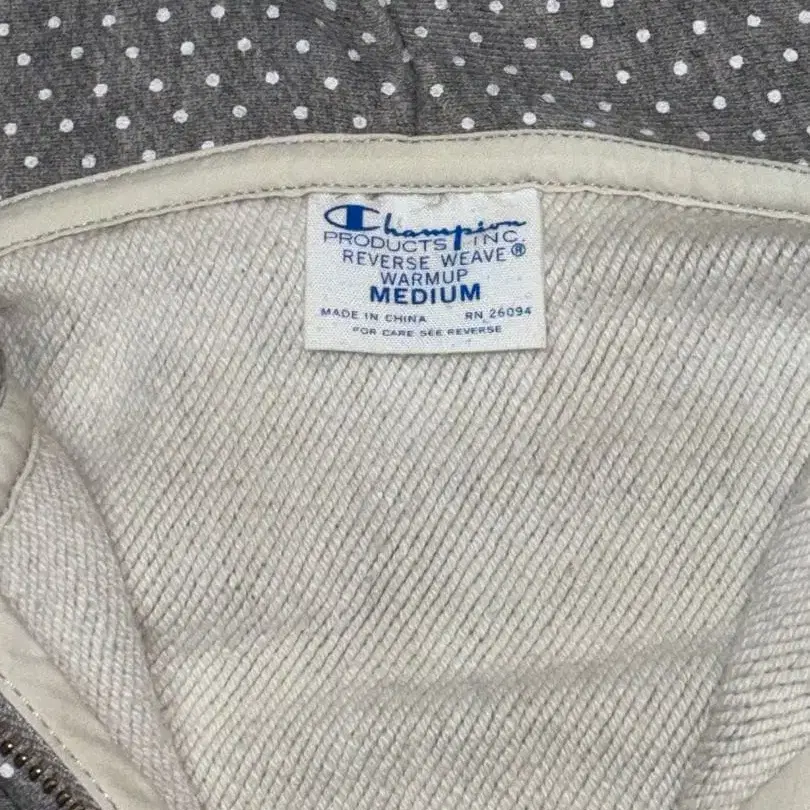 Champion
PRODUCTS INC.
REVERSE WEAVE®
WARMUP
MEDIUM
MADE IN CHINA RN 26094
FOR CARE SEE REVERSE